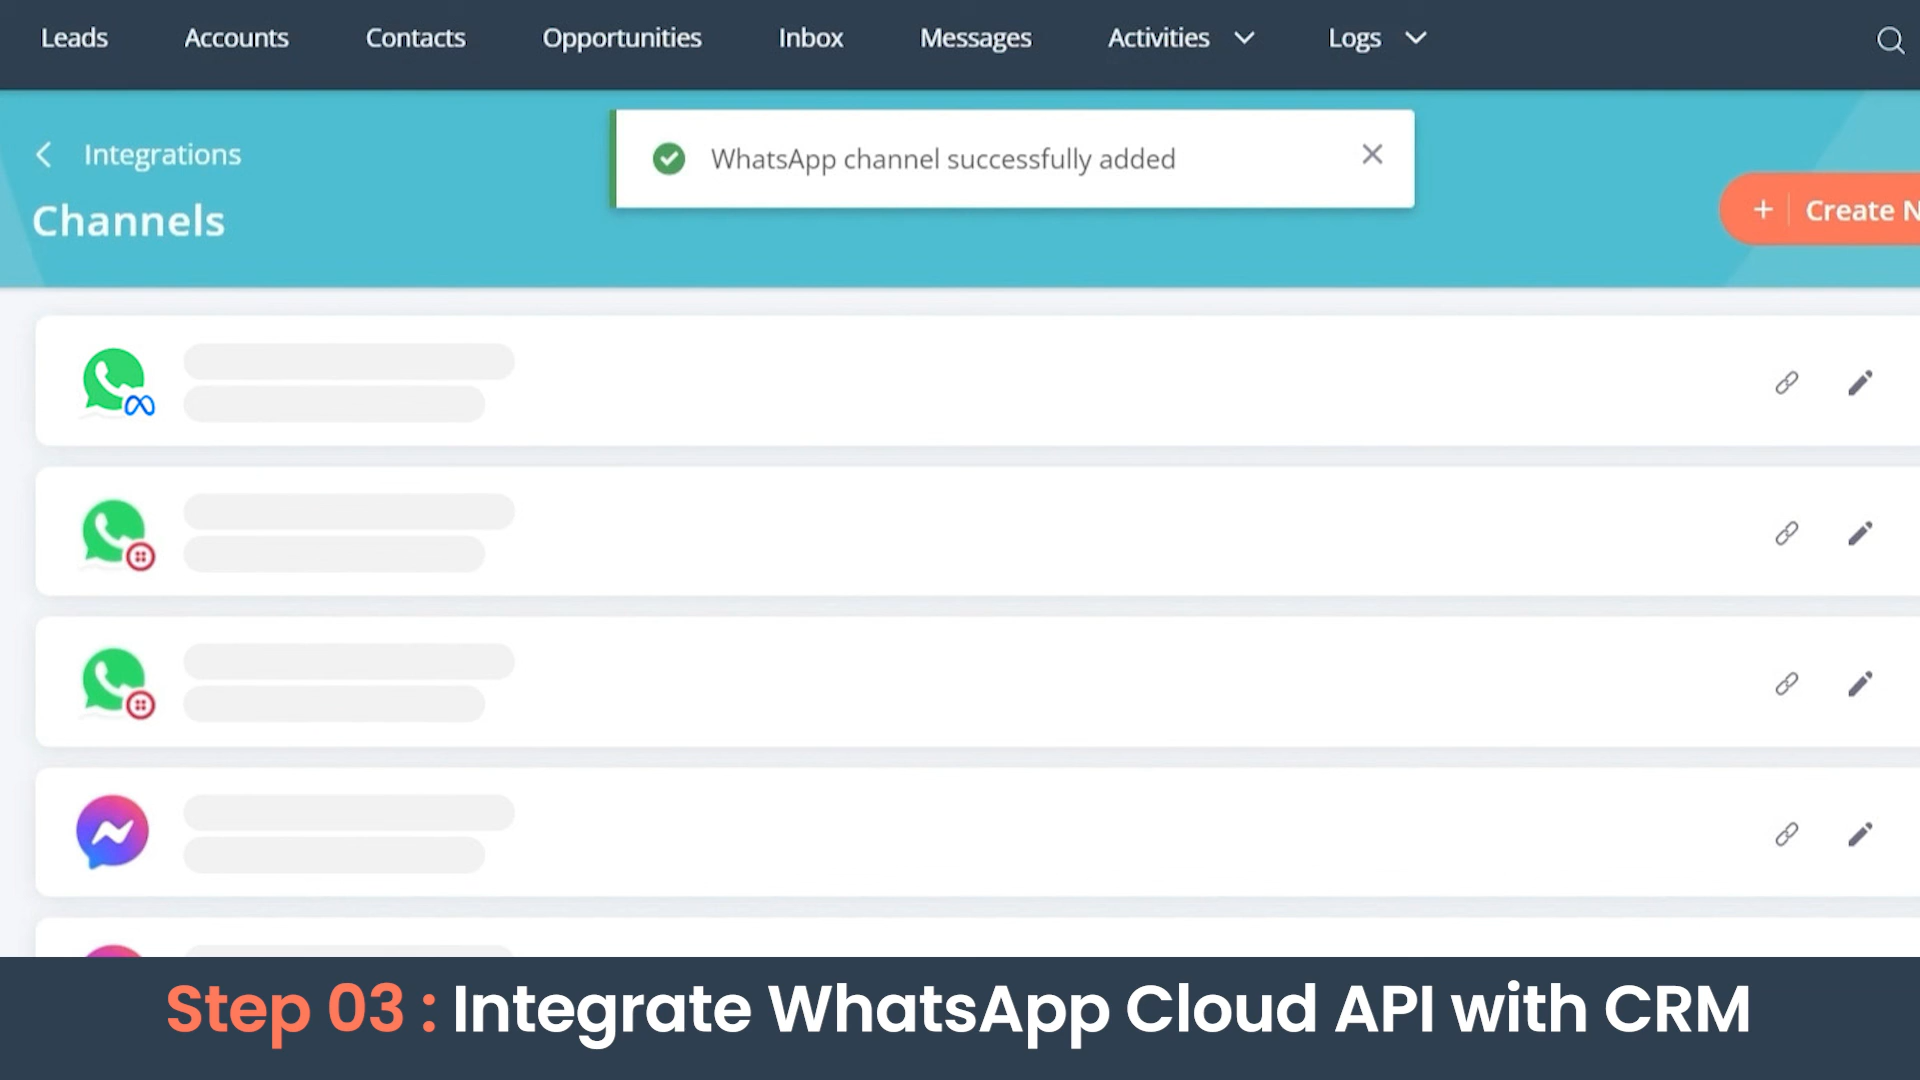 Leads Accounts Contacts Opportunities Inbox Messages Activities Logs
Integrations
WhatsApp channel successfully added
Channels
+ Create N
Step 03 : Integrate WhatsApp Cloud API with CRM